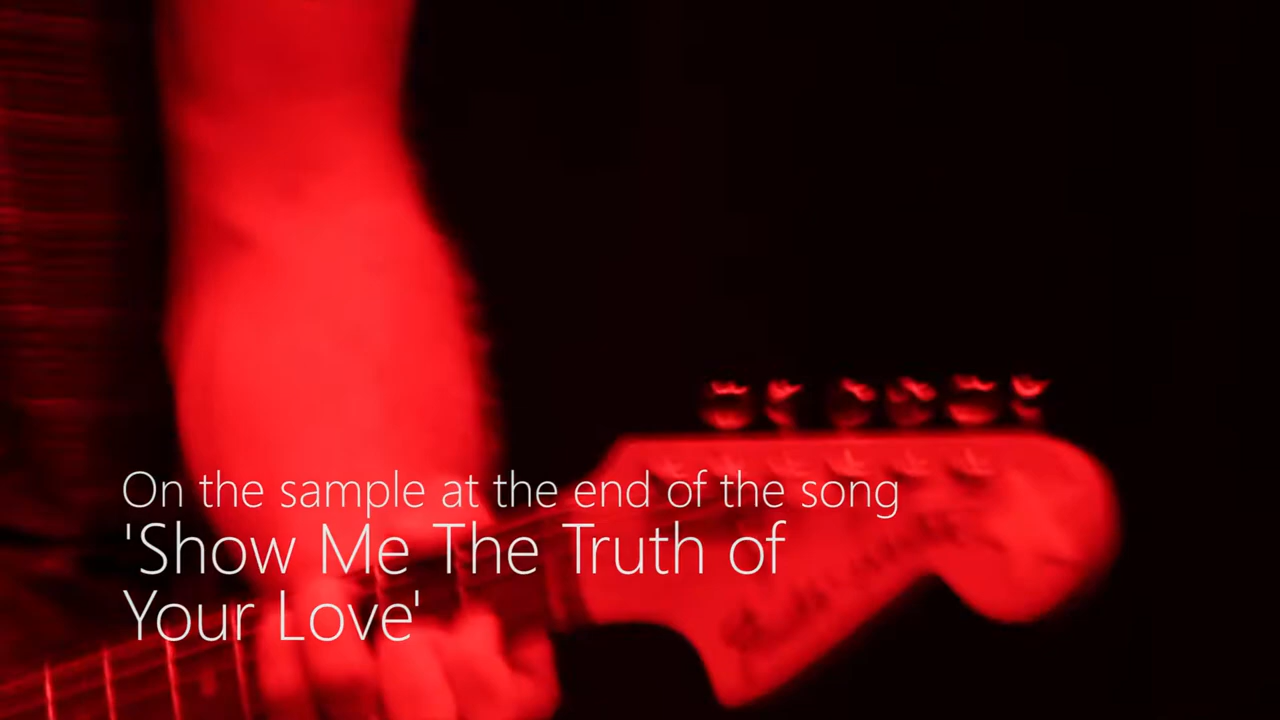 On the sample at the end of the song
'Show Me The Truth of
Your Love'